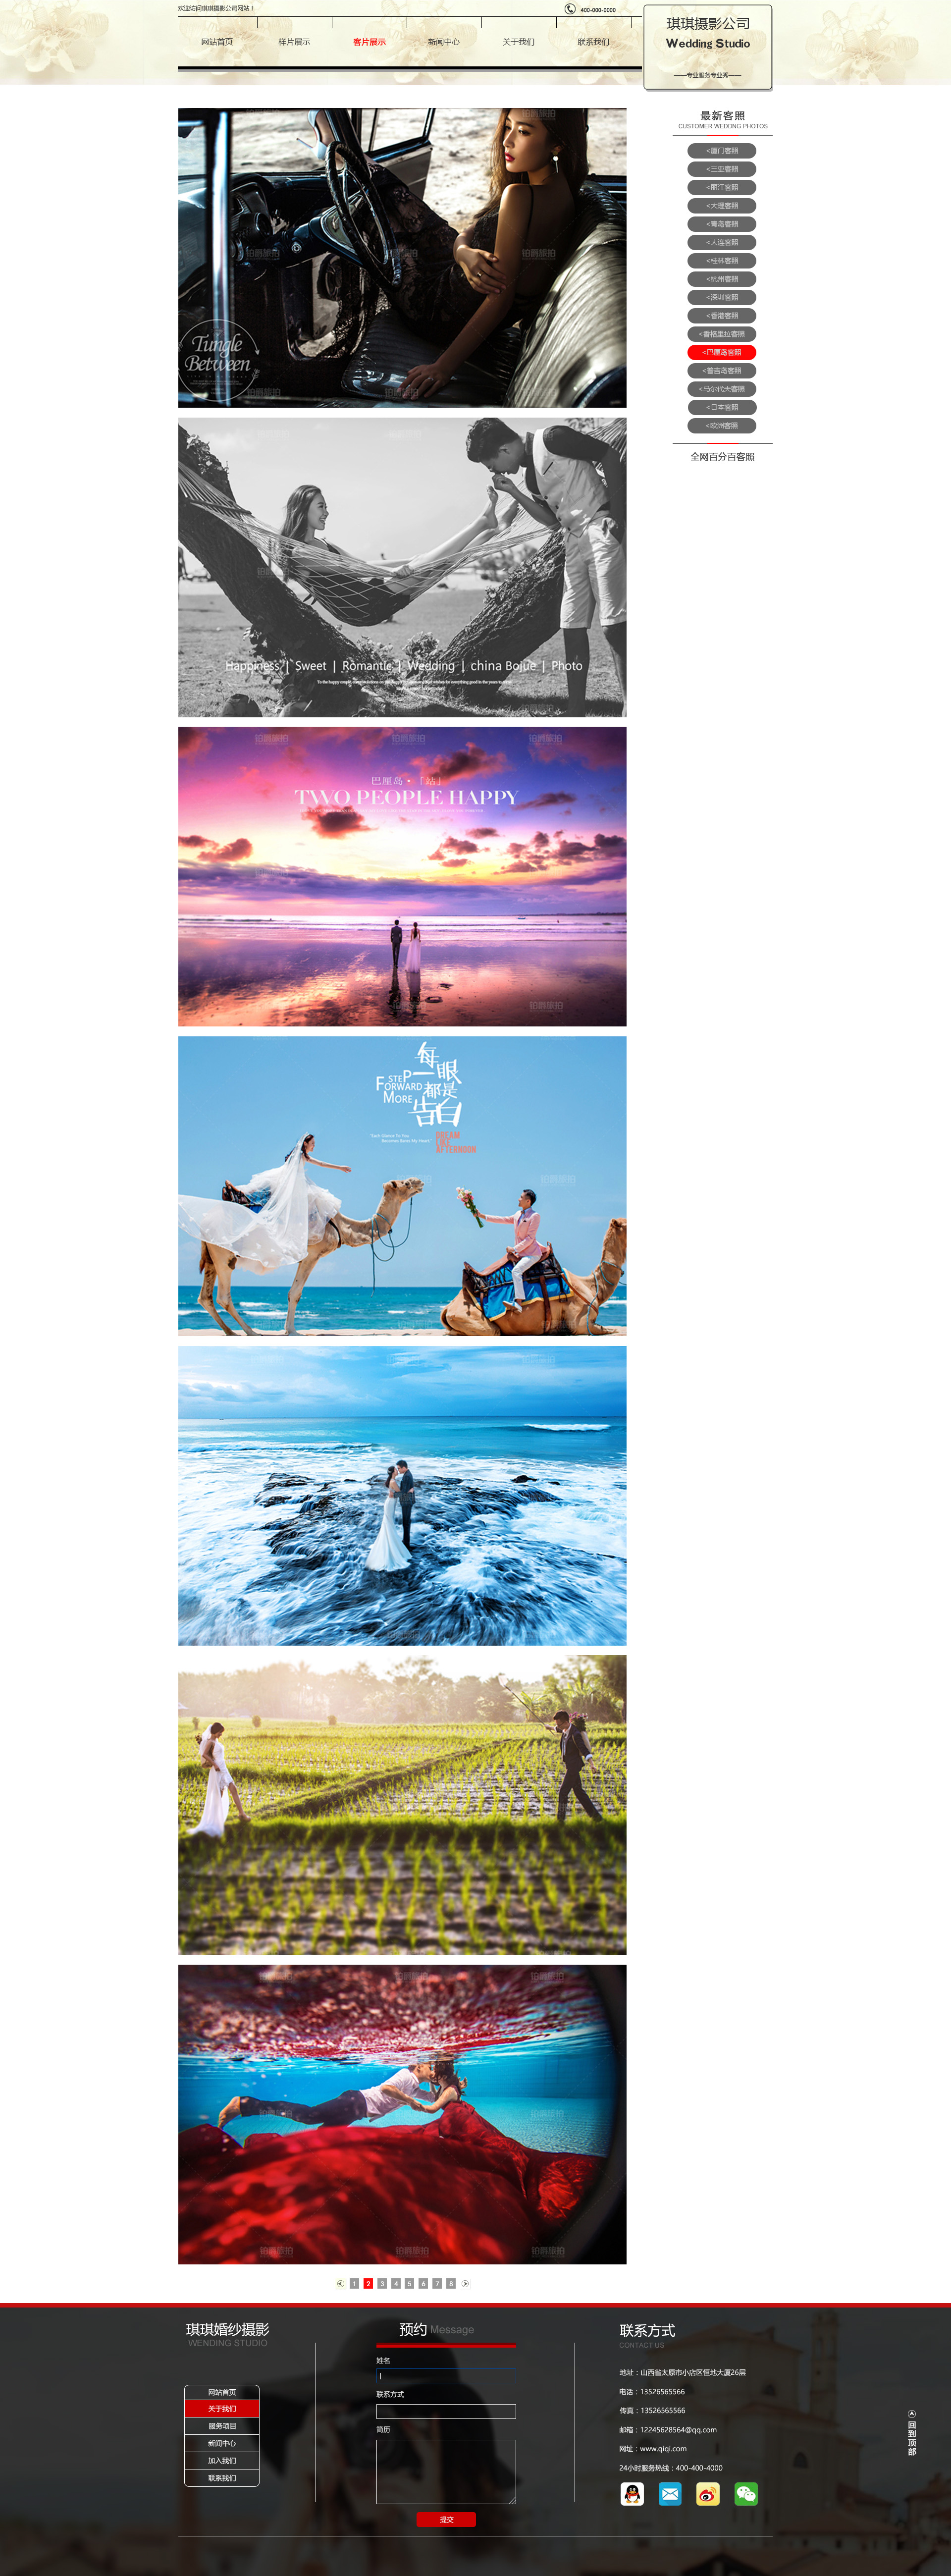 欢迎访问琪琪摄影公司网站！
400-000-0000
网站首页 样片展示 客片展示 新闻中心 关于我们 联系我们
琪琪摄影公司
Wedding Studio
——专业服务专业秀——
最新客照
CUSTOMER WEDDNG PHOTOS
<厦门客照
<三亚客照
<丽江客照
<大理客照
<青岛客照
<大连客照
<桂林客照
<杭州客照
<深圳客照
<香港客照
<香格里拉客照
<巴厘岛客照
<普吉岛客照
<马尔代夫客照
<日本客照
<欧洲客照
全网百分百客照
铂爵旅拍
Tungle
Between
Happiness | Sweet | Romantic | Wedding | china Bojue | Photo
巴厘岛·「站」
TWO PEOPLE HAPPY
每一眼
都是
告白
STEP
FORWARD
MORE
DREAM
LIKE
AFTERNOON
1 2 3 4 5 6 7 8
琪琪婚纱摄影
WENDING STUDIO
网站首页
关于我们
服务项目
新闻中心
加入我们
联系我们
预约 Message
姓名
联系方式
简历
提交
联系方式
CONTACT US
地址：山西省太原市小店区恒地大厦26层
电话：13526565566
传真：13526565566
邮箱：12245628564@qq.com
网址：www.qiqi.com
24小时服务热线：400-400-4000
回到顶部